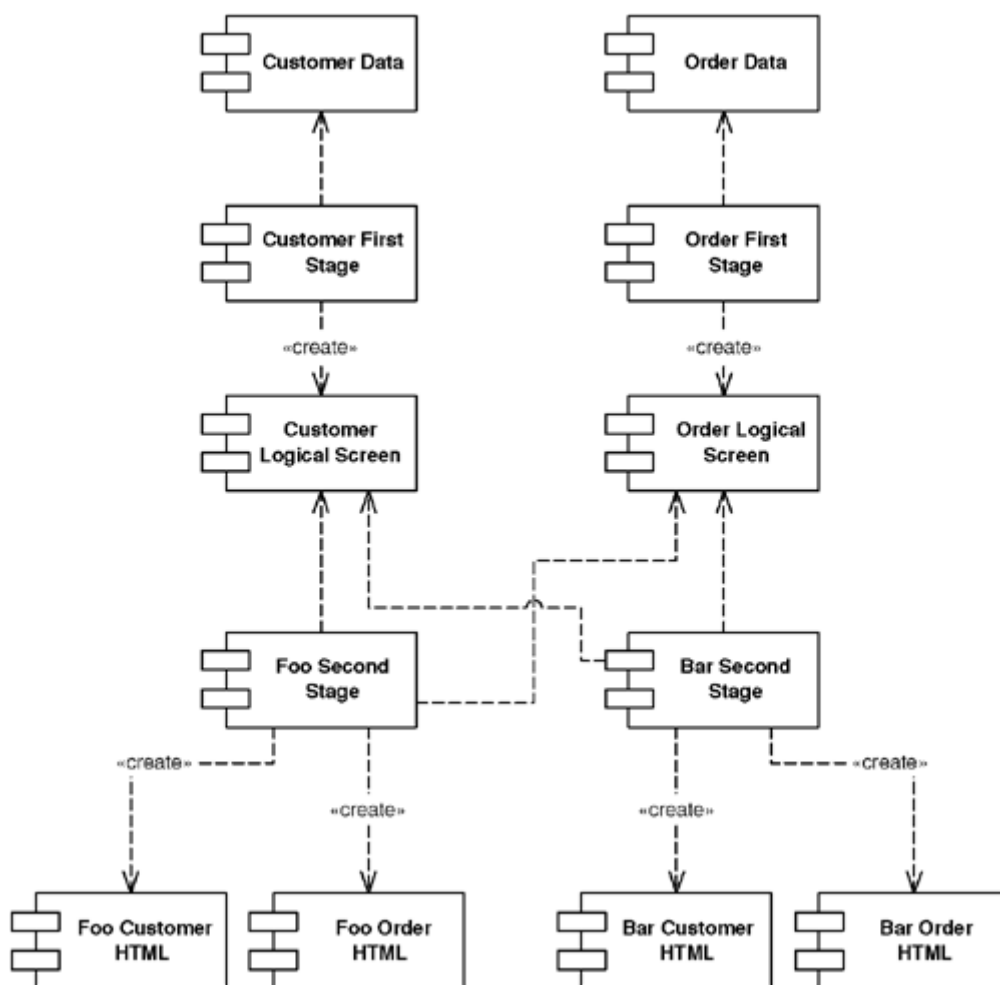 Customer Data
Order Data
Customer First
Stage
Order First
Stage
«create»
«create»
Customer
Logical Screen
Order Logical
Screen
Foo Second
Stage
Bar Second
Stage
«create»
«create»
«create»
«create»
Foo Customer
HTML
Foo Order
HTML
Bar Customer
HTML
Bar Order
HTML